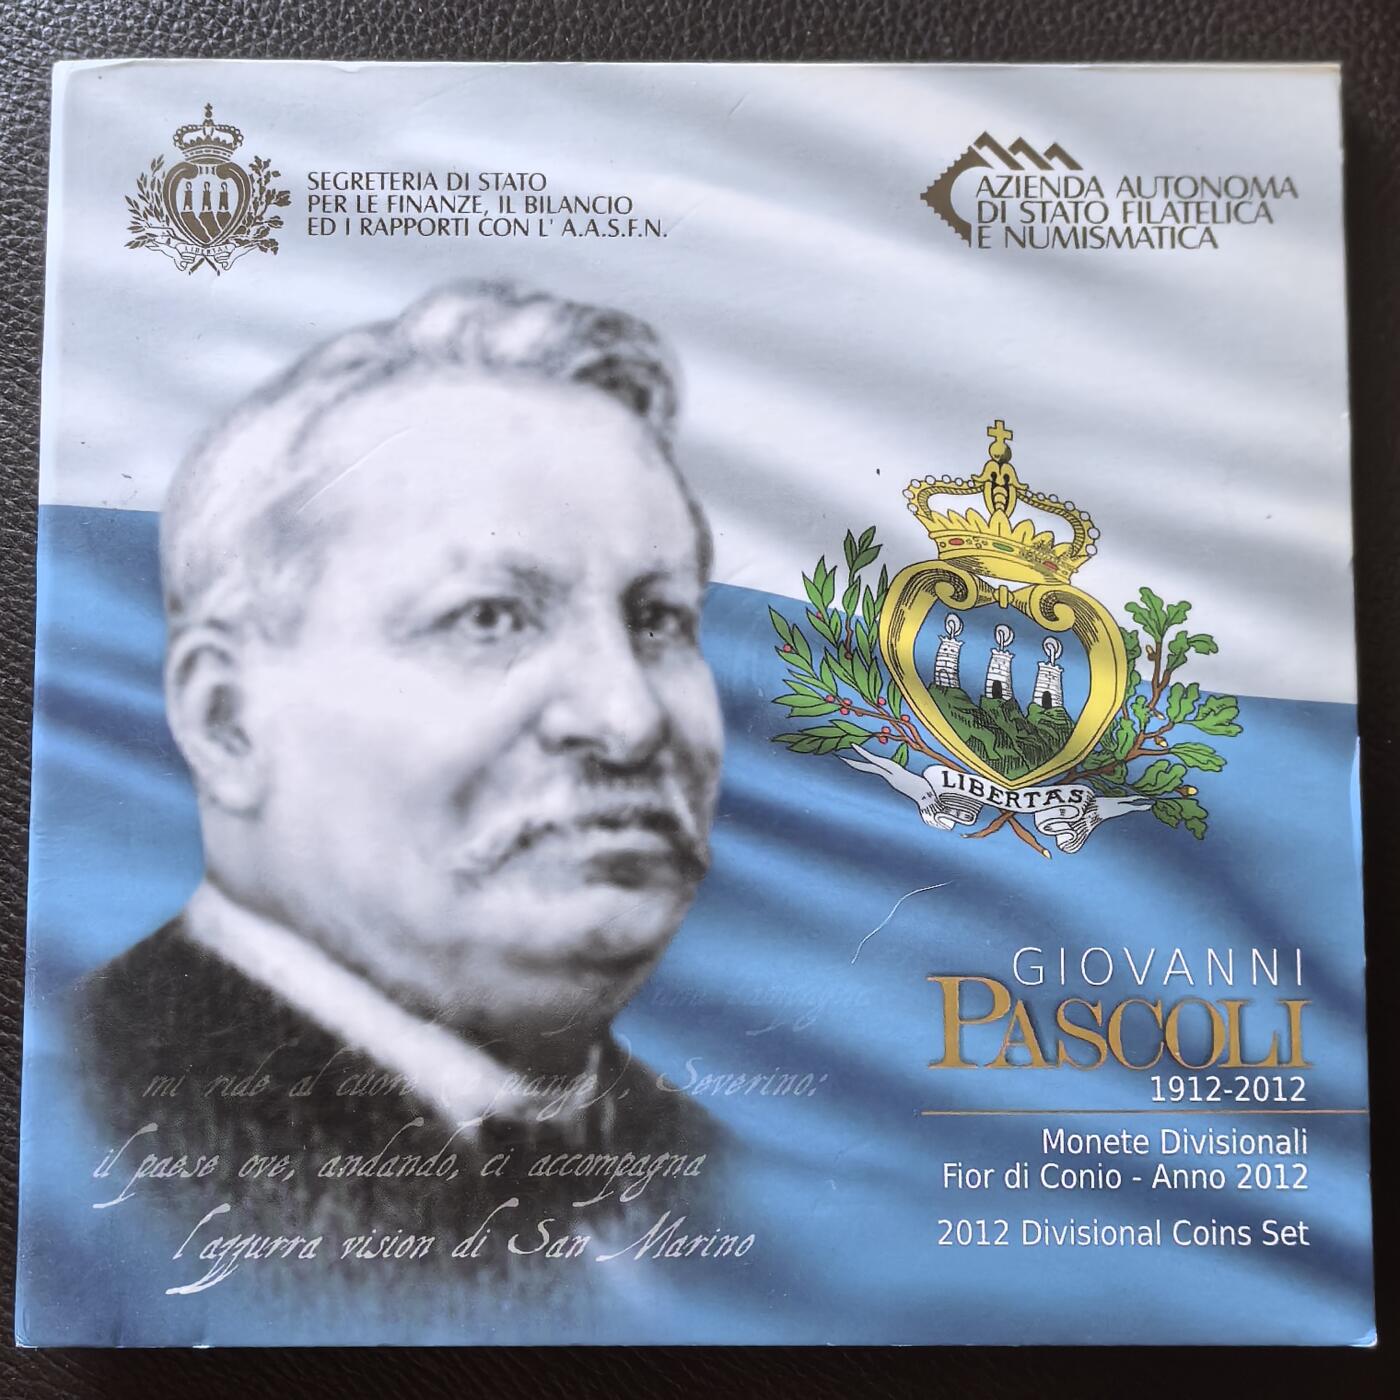 SEGRETERIA DI STATO
PER LE FINANZE, IL BILANCIO
ED I RAPPORTI CON L' A.A.S.F.N.
LIBERTAS
AZIENDA AUTONOMA
DI STATO FILATELICA
E NUMISMATICA
LIBERTAS
GIOVANNI
PASCOLI
1912-2012
Monete Divisionali
Fior di Conio - Anno 2012
2012 Divisional Coins Set
mi ride al cuore (o piange), Severino:
il paese ove, andando, ci accompagna
l'azzurra vision di San Marino